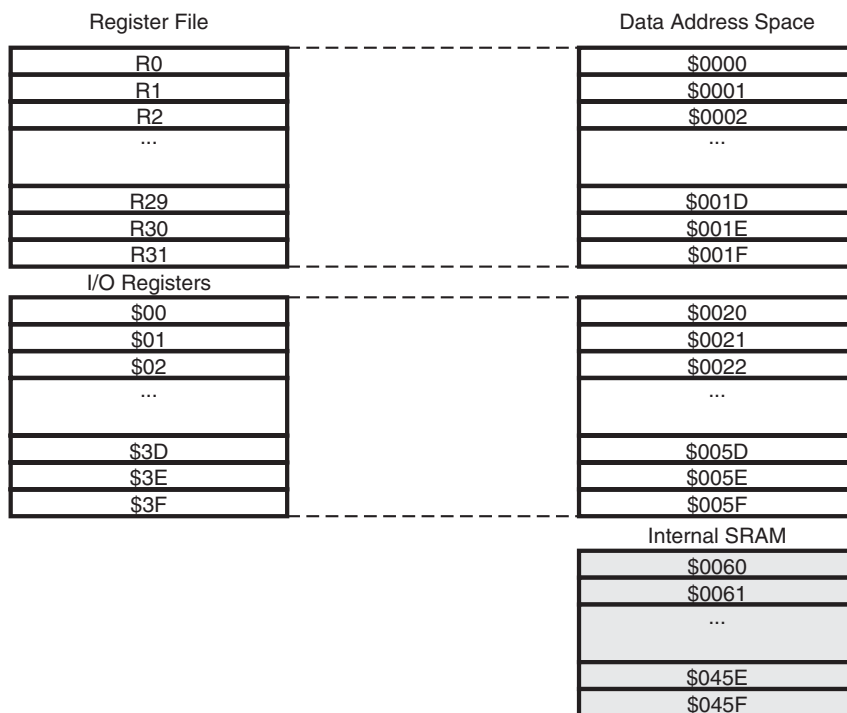 Register File
Data Address Space
R0
$0000
R1
$0001
R2
$0002
...
...
R29
$001D
R30
$001E
R31
$001F
I/O Registers
$00
$0020
$01
$0021
$02
$0022
...
...
$3D
$005D
$3E
$005E
$3F
$005F
Internal SRAM
$0060
$0061
...
$045E
$045F